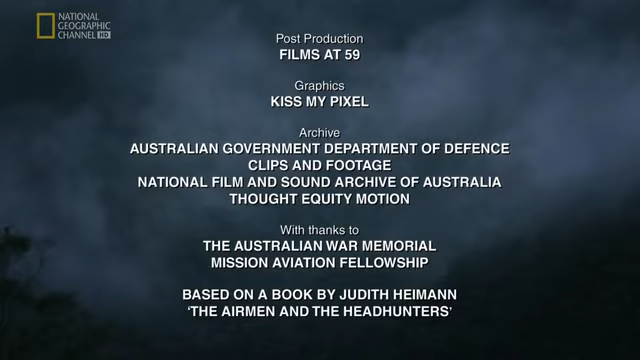 NATIONAL
GEOGRAPHIC
CHANNEL HD
Post Production
FILMS AT 59
Graphics
KISS MY PIXEL
Archive
AUSTRALIAN GOVERNMENT DEPARTMENT OF DEFENCE
CLIPS AND FOOTAGE
NATIONAL FILM AND SOUND ARCHIVE OF AUSTRALIA
THOUGHT EQUITY MOTION
With thanks to
THE AUSTRALIAN WAR MEMORIAL
MISSION AVIATION FELLOWSHIP
BASED ON A BOOK BY JUDITH HEIMANN
‘THE AIRMEN AND THE HEADHUNTERS’